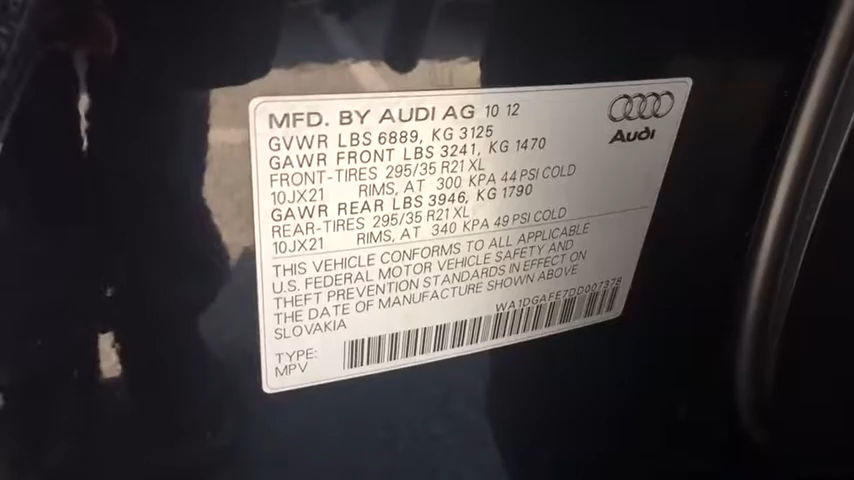 MFD. BY AUDI AG 10 12
GVWR LBS 6889, KG 3125
GAWR FRONT LBS 3241, KG 1470
FRONT-TIRES 295/35 R21 XL
10JX21 RIMS, AT 300 KPA 44 PSI COLD
GAWR REAR LBS 3946, KG 1790
REAR-TIRES 295/35 R21 XL
10JX21 RIMS, AT 340 KPA 49 PSI COLD
Audi
THIS VEHICLE CONFORMS TO ALL APPLICABLE
U.S. FEDERAL MOTOR VEHICLE SAFETY AND
THEFT PREVENTION STANDARDS IN EFFECT ON
THE DATE OF MANUFACTURE SHOWN ABOVE
SLOVAKIA
WA1DGAFE7DD007378
TYPE:
MPV